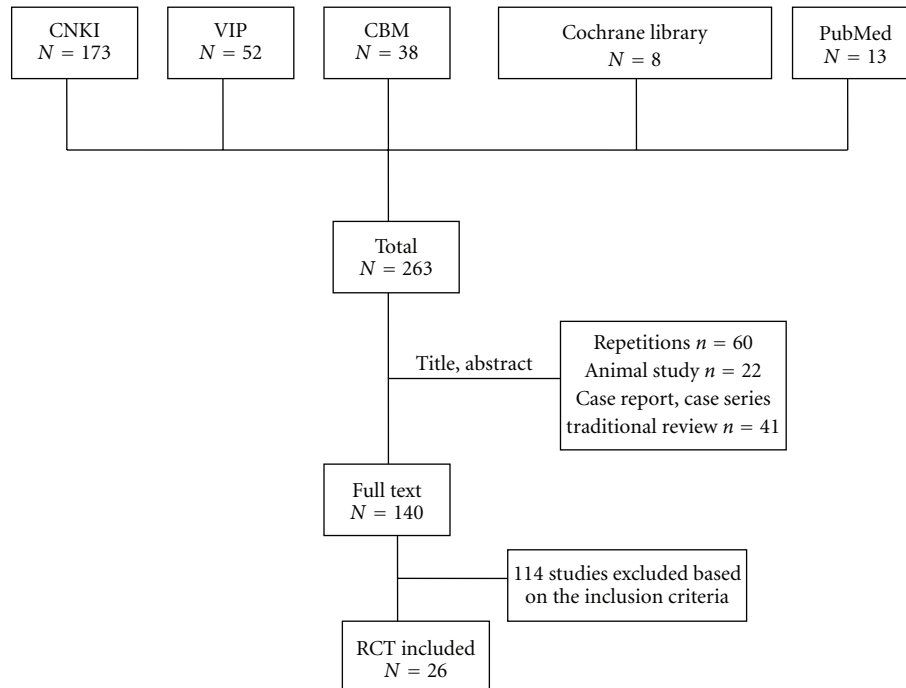 CNKI
N = 173
VIP
N = 52
CBM
N = 38
Cochrane library
N = 8
PubMed
N = 13
Total
N = 263
Title, abstract
Repetitions n = 60
Animal study n = 22
Case report, case series
traditional review n = 41
Full text
N = 140
114 studies excluded based
on the inclusion criteria
RCT included
N = 26